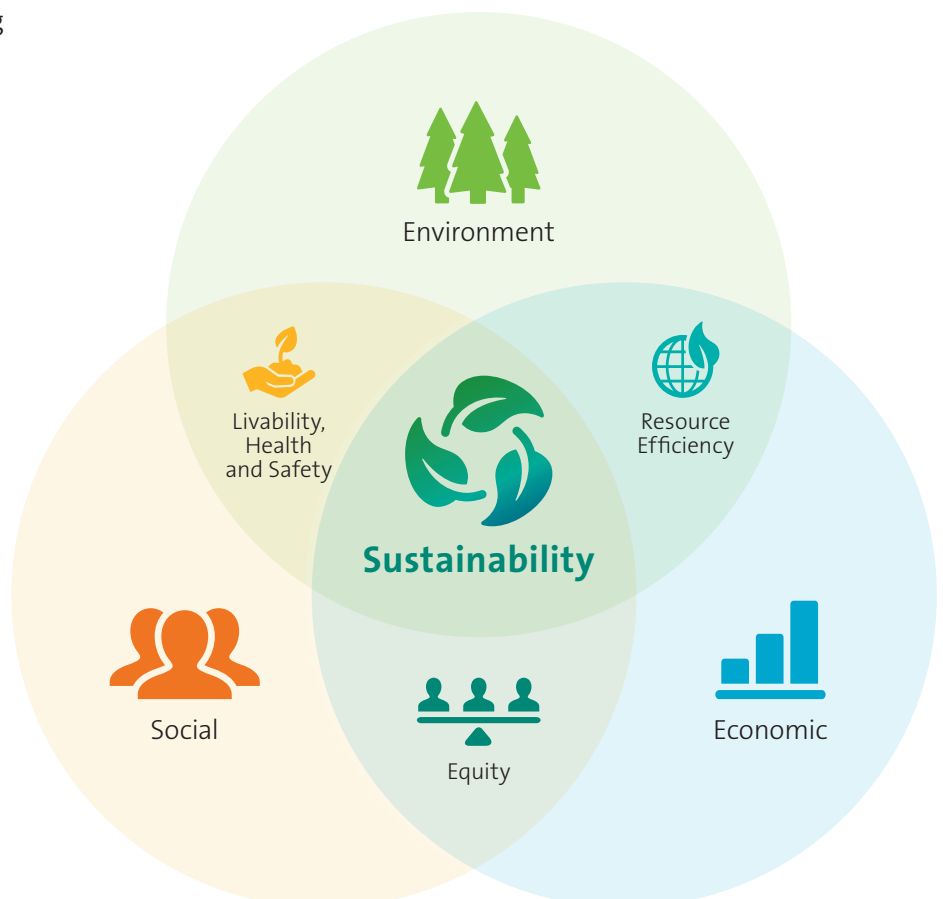 g
Environment
Livability,
Health
and Safety
Resource
Efficiency
Sustainability
Social
Economic
Equity